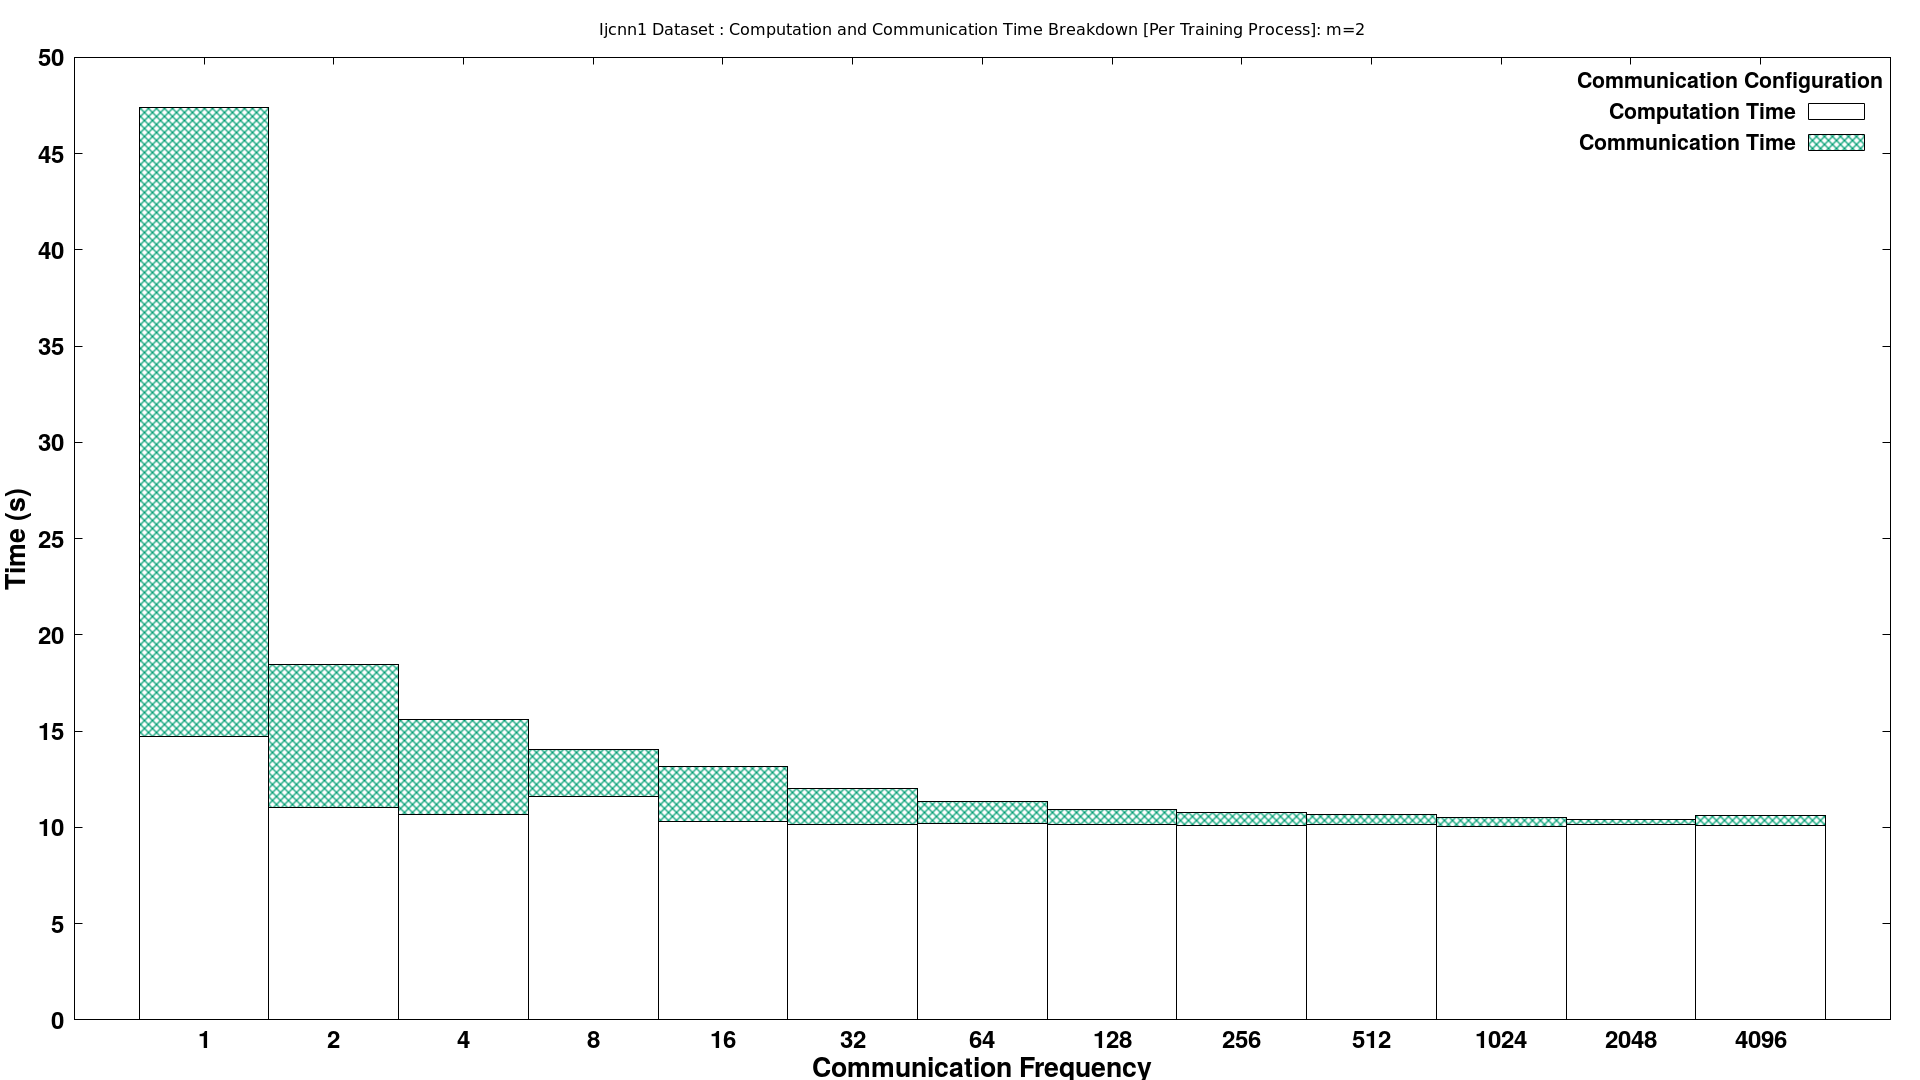 Ijcnn1 Dataset : Computation and Communication Time Breakdown [Per Training Process]: m=2
Communication Configuration
Computation Time
Communication Time
50
45
40
35
30
25
20
15
10
5
0
Time (s)
1 2 4 8 16 32 64 128 256 512 1024 2048 4096
Communication Frequency